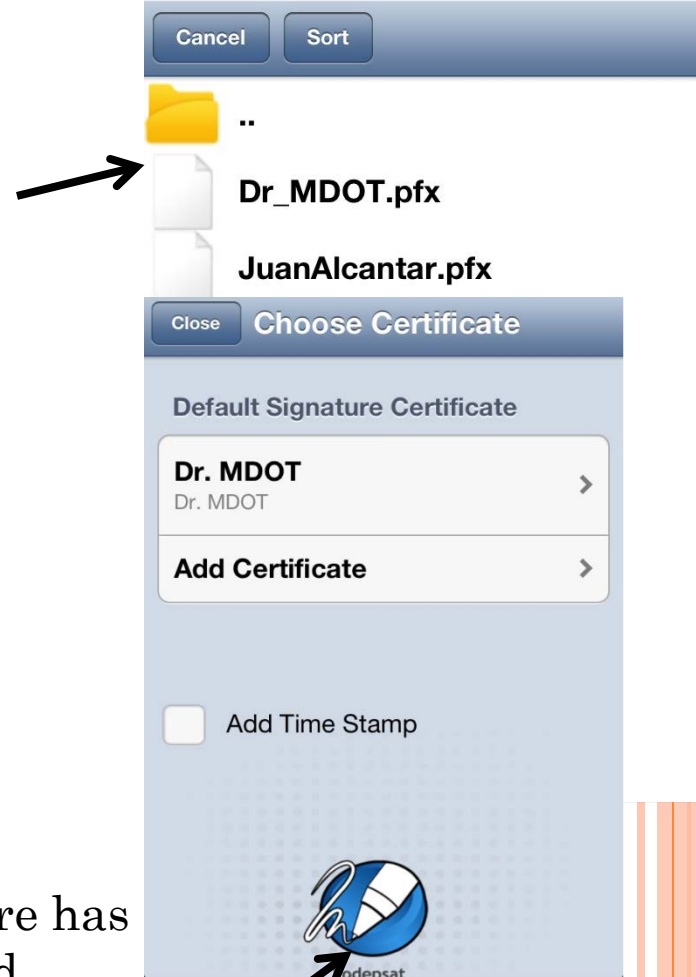 Cancel Sort
..
Dr_MDOT.pfx
JuanAlcantar.pfx
Close Choose Certificate
Default Signature Certificate
Dr. MDOT
Dr. MDOT
Add Certificate
Add Time Stamp
has